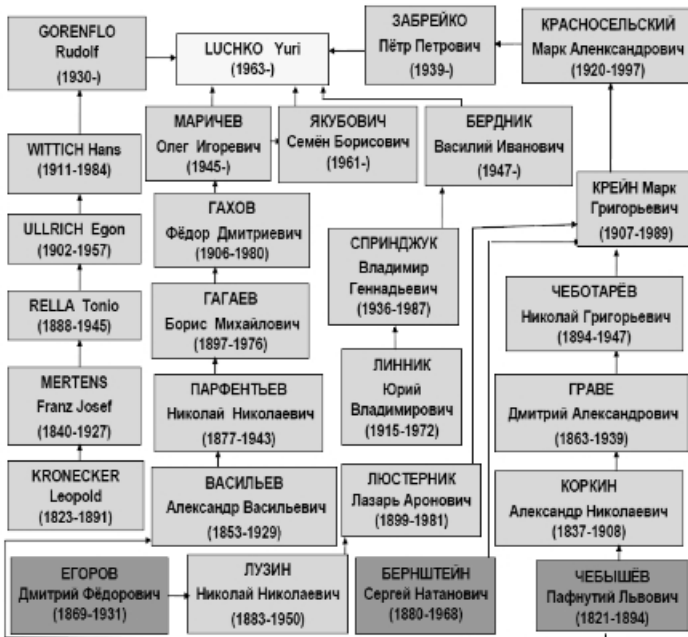 GORENFLO
Rudolf
(1930-)
LUCHKO Yuri
(1963-)
ЗАБРЕЙКО
Пётр Петрович
(1939-)
КРАСНОСЕЛЬСКИЙ
Марк Аленксандрович
(1920-1997)
WITTICH Hans
(1911-1984)
МАРИЧЕВ
Олег Игоревич
(1945-)
ЯКУБОВИЧ
Семён Борисович
(1961-)
БЕРДНИК
Василий Иванович
(1947-)
КРЕЙН Марк
Григорьевич
(1907-1989)
ULLRICH Egon
(1902-1957)
ГАХОВ
Фёдор Дмитриевич
(1906-1980)
СПРИНДЖУК
Владимир
Геннадьевич
(1936-1987)
ЧЕБОТАРЁВ
Николай Григорьевич
(1894-1947)
RELLA Tonio
(1888-1945)
ГАГАЕВ
Борис Михайлович
(1897-1976)
MERTENS
Franz Josef
(1840-1927)
ПАРФЕНТЬЕВ
Николай Николаевич
(1877-1943)
ЛИННИК
Юрий
Владимирович
(1915-1972)
ГРАВЕ
Дмитрий Александрович
(1863-1939)
KRONECKER
Leopold
(1823-1891)
ВАСИЛЬЕВ
Александр Васильевич
(1853-1929)
ЛЮСТЕРНИК
Лазарь Аронович
(1899-1981)
КОРКИН
Александр Николаевич
(1837-1908)
ЕГОРОВ
Дмитрий Фёдорович
(1869-1931)
ЛУЗИН
Николай Николаевич
(1883-1950)
БЕРНШТЕЙН
Сергей Натанович
(1880-1968)
ЧЕБЫШЁВ
Пафнутий Львович
(1821-1894)